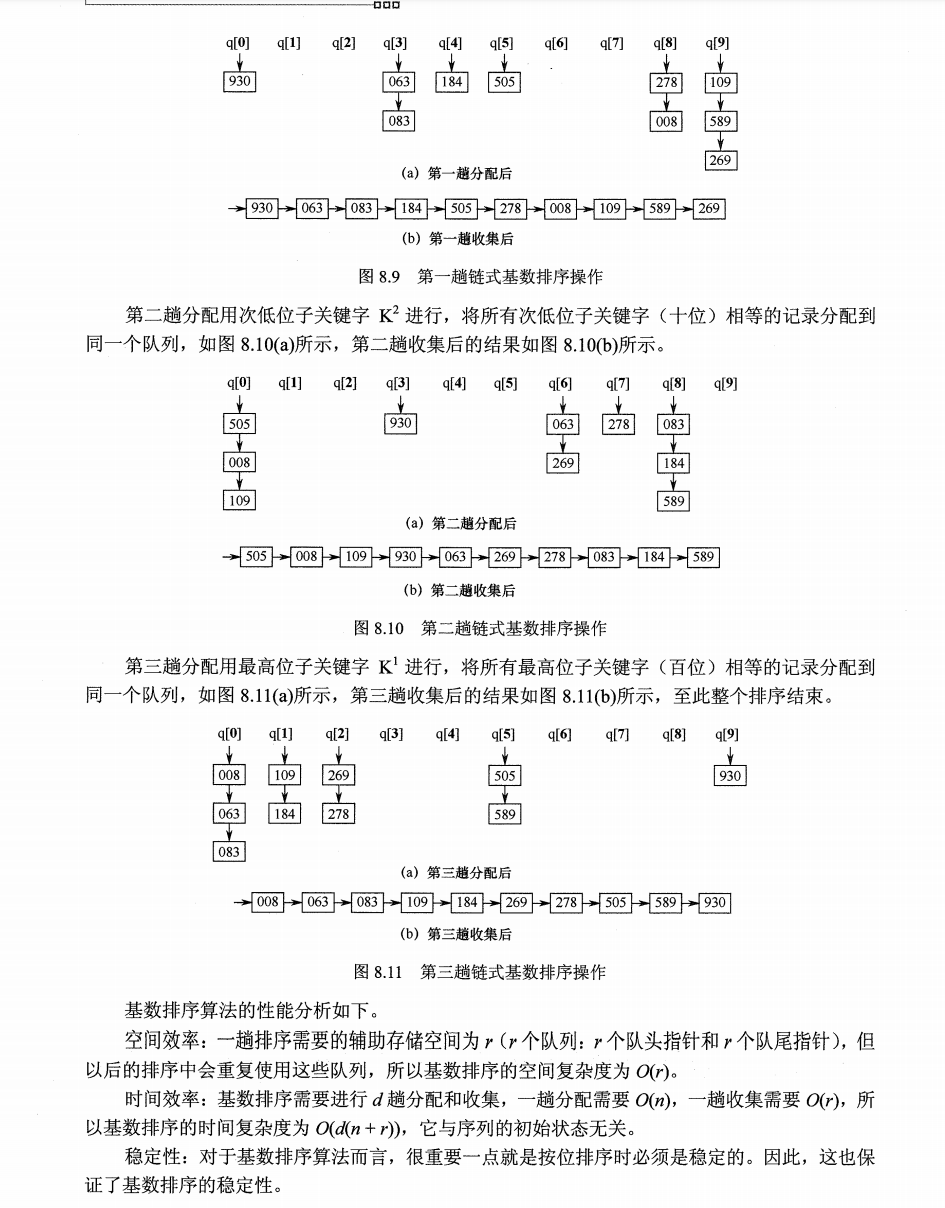 q[0] q[1] q[2] q[3] q[4] q[5] q[6] q[7] q[8] q[9]
930 063 184 505 278 109
083 008 589
269
(a) 第一趟分配后
930 063 083 184 505 278 008 109 589 269
(b) 第一趟收集后
图 8.9 第一趟链式基数排序操作
第二趟分配用次低位子关键字 K² 进行，将所有次低位子关键字（十位）相等的记录分配到
同一个队列，如图 8.10(a)所示，第二趟收集后的结果如图 8.10(b)所示。
q[0] q[1] q[2] q[3] q[4] q[5] q[6] q[7] q[8] q[9]
505 930 063 278 083
008 269 184
109 589
(a) 第二趟分配后
505 008 109 930 063 269 278 083 184 589
(b) 第二趟收集后
图 8.10 第二趟链式基数排序操作
第三趟分配用最高位子关键字 K¹ 进行，将所有最高位子关键字（百位）相等的记录分配到
同一个队列，如图 8.11(a)所示，第三趟收集后的结果如图 8.11(b)所示，至此整个排序结束。
q[0] q[1] q[2] q[3] q[4] q[5] q[6] q[7] q[8] q[9]
008 109 269 505 930
063 184 278 589
083
(a) 第三趟分配后
008 063 083 109 184 269 278 505 589 930
(b) 第三趟收集后
图 8.11 第三趟链式基数排序操作
基数排序算法的性能分析如下。
空间效率：一趟排序需要的辅助存储空间为 r（r 个队列：r 个队头指针和 r 个队尾指针），但
以后的排序中会重复使用这些队列，所以基数排序的空间复杂度为 O(r)。
时间效率：基数排序需要进行 d 趟分配和收集，一趟分配需要 O(n)，一趟收集需要 O(r)，所
以基数排序的时间复杂度为 O(d(n + r))，它与序列的初始状态无关。
稳定性：对于基数排序算法而言，很重要一点就是按位排序时必须是稳定的。因此，这也保
证了基数排序的稳定性。